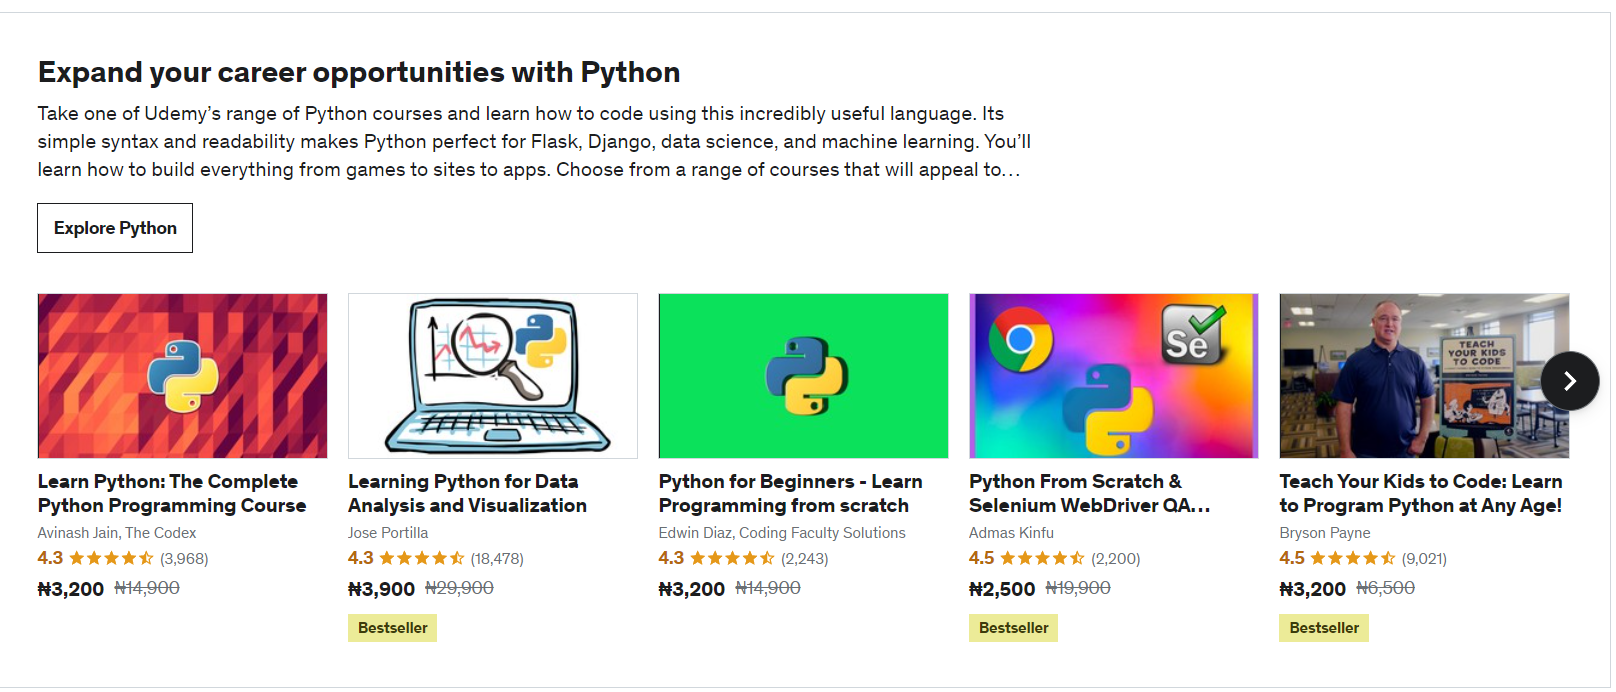 Expand your career opportunities with Python
Take one of Udemy’s range of Python courses and learn how to code using this incredibly useful language. Its
simple syntax and readability makes Python perfect for Flask, Django, data science, and machine learning. You’ll
learn how to build everything from games to sites to apps. Choose from a range of courses that will appeal to…
Explore Python
Se
TEACH
YOUR KIDS
TO CODE
Learn Python: The Complete
Python Programming Course
Avinash Jain, The Codex
4.3 (3,968)
₦3,200 ₦14,900
Learning Python for Data
Analysis and Visualization
Jose Portilla
4.3 (18,478)
₦3,900 ₦29,900
Bestseller
Python for Beginners - Learn
Programming from scratch
Edwin Diaz, Coding Faculty Solutions
4.3 (2,243)
₦3,200 ₦14,900
Python From Scratch &
Selenium WebDriver QA…
Admas Kinfu
4.5 (2,200)
₦2,500 ₦19,900
Bestseller
Teach Your Kids to Code: Learn
to Program Python at Any Age!
Bryson Payne
4.5 (9,021)
₦3,200 ₦6,500
Bestseller